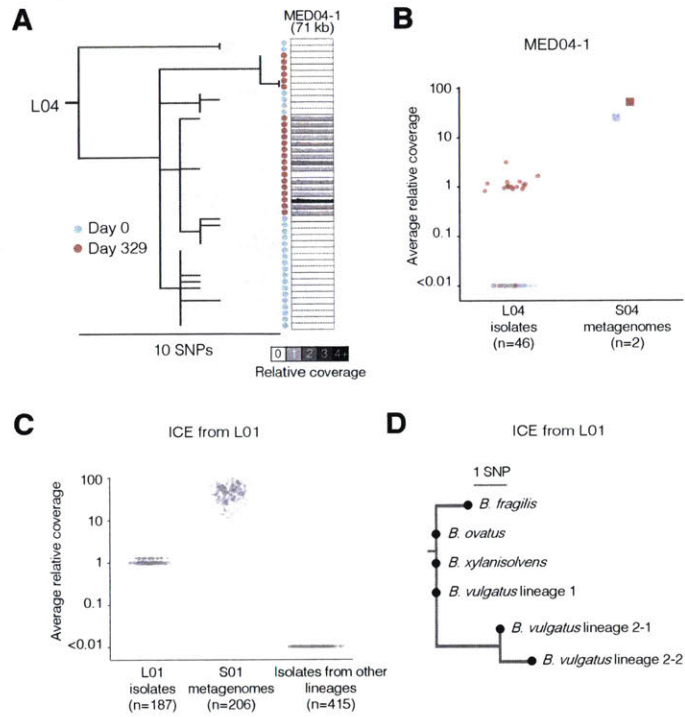 A
MED04-1
(71 kb)
L04
Day 0
Day 329
10 SNPs
0 1 2 3 4+
Relative coverage
B
MED04-1
Average relative coverage
100
10
1
0.1
<0.01
L04
isolates
(n=46)
S04
metagenomes
(n=2)
C
ICE from L01
Average relative coverage
100
10
1
0.1
<0.01
L01
isolates
(n=187)
S01
metagenomes
(n=206)
Isolates from other
lineages
(n=415)
D
ICE from L01
1 SNP
B. fragilis
B. ovatus
B. xylanisolvens
B. vulgatus lineage 1
B. vulgatus lineage 2-1
B. vulgatus lineage 2-2